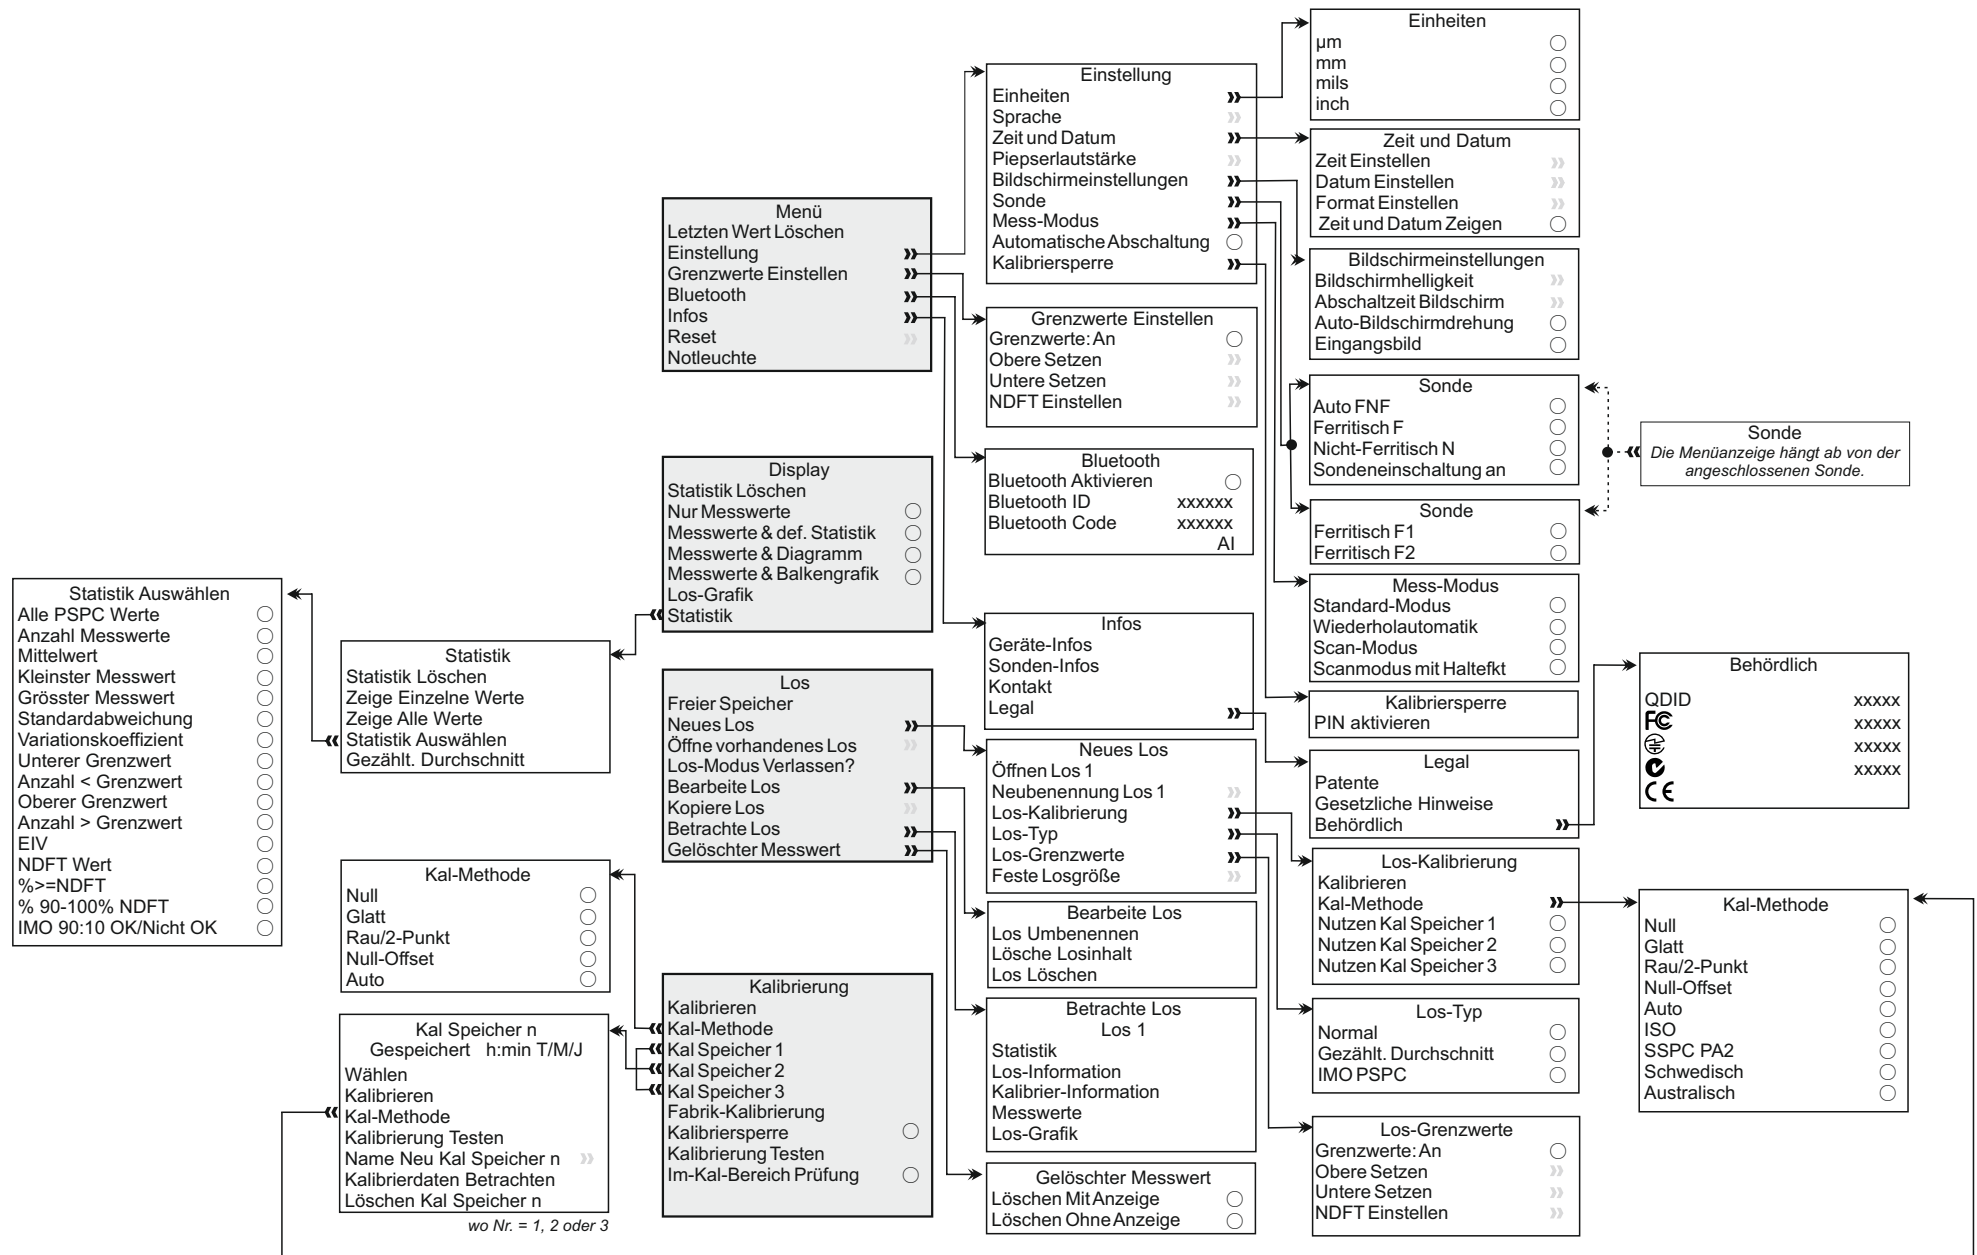 Einheiten
µm
mm
mils
inch
Einstellung
Einheiten
Sprache
Zeit und Datum
Piepserlautstärke
Bildschirmeinstellungen
Sonde
Mess-Modus
Automatische Abschaltung
Kalibriersperre
Zeit und Datum
Zeit Einstellen
Datum Einstellen
Format Einstellen
Zeit und Datum Zeigen
Menü
Letzten Wert Löschen
Einstellung
Grenzwerte Einstellen
Bluetooth
Infos
Reset
Notleuchte
Bildschirmeinstellungen
Bildschirmhelligkeit
Abschaltzeit Bildschirm
Auto-Bildschirmdrehung
Eingangsbild
Grenzwerte Einstellen
Grenzwerte: An
Obere Setzen
Untere Setzen
NDFT Einstellen
Sonde
Auto FNF
Ferritisch F
Nicht-Ferritisch N
Sondeneinschaltung an
Sonde
Die Menüanzeige hängt ab von der
angeschlossenen Sonde.
Bluetooth
Bluetooth Aktivieren
Bluetooth ID xxxxxx
Bluetooth Code xxxxxx
AI
Sonde
Ferritisch F1
Ferritisch F2
Display
Statistik Löschen
Nur Messwerte
Messwerte & def. Statistik
Messwerte & Diagramm
Messwerte & Balkengrafik
Los-Grafik
Statistik
Mess-Modus
Standard-Modus
Wiederholautomatik
Scan-Modus
Scanmodus mit Haltefkt
Statistik Auswählen
Alle PSPC Werte
Anzahl Messwerte
Mittelwert
Kleinster Messwert
Grösster Messwert
Standardabweichung
Variationskoeffizient
Unterer Grenzwert
Anzahl < Grenzwert
Oberer Grenzwert
Anzahl > Grenzwert
EIV
NDFT Wert
%>=NDFT
% 90-100% NDFT
IMO 90:10 OK/Nicht OK
Statistik
Statistik Löschen
Zeige Einzelne Werte
Zeige Alle Werte
Statistik Auswählen
Gezählt. Durchschnitt
Infos
Geräte-Infos
Sonden-Infos
Kontakt
Legal
Kalibriersperre
PIN aktivieren
Behördlich
QDID xxxxx
FC xxxxx
xxxxx
xxxxx
CE
Los
Freier Speicher
Neues Los
Öffne vorhandenes Los
Los-Modus Verlassen?
Bearbeite Los
Kopiere Los
Betrachte Los
Gelöschter Messwert
Neues Los
Öffnen Los 1
Neubenennung Los 1
Los-Kalibrierung
Los-Typ
Los-Grenzwerte
Feste Losgröße
Legal
Patente
Gesetzliche Hinweise
Behördlich
Kal-Methode
Null
Glatt
Rau/2-Punkt
Null-Offset
Auto
Los-Kalibrierung
Kalibrieren
Kal-Methode
Nutzen Kal Speicher 1
Nutzen Kal Speicher 2
Nutzen Kal Speicher 3
Kal-Methode
Null
Glatt
Rau/2-Punkt
Null-Offset
Auto
ISO
SSPC PA2
Schwedisch
Australisch
Bearbeite Los
Los Umbenennen
Lösche Losinhalt
Los Löschen
Kalibrierung
Kalibrieren
Kal-Methode
Kal Speicher 1
Kal Speicher 2
Kal Speicher 3
Fabrik-Kalibrierung
Kalibriersperre
Kalibrierung Testen
Im-Kal-Bereich Prüfung
Betrachte Los
Los 1
Statistik
Los-Information
Kalibrier-Information
Messwerte
Los-Grafik
Los-Typ
Normal
Gezählt. Durchschnitt
IMO PSPC
Kal Speicher n
Gespeichert h:min T/M/J
Wählen
Kalibrieren
Kal-Methode
Kalibrierung Testen
Name Neu Kal Speicher n
Kalibrierdaten Betrachten
Löschen Kal Speicher n
wo Nr. = 1, 2 oder 3
Los-Grenzwerte
Grenzwerte: An
Obere Setzen
Untere Setzen
NDFT Einstellen
Gelöschter Messwert
Löschen Mit Anzeige
Löschen Ohne Anzeige